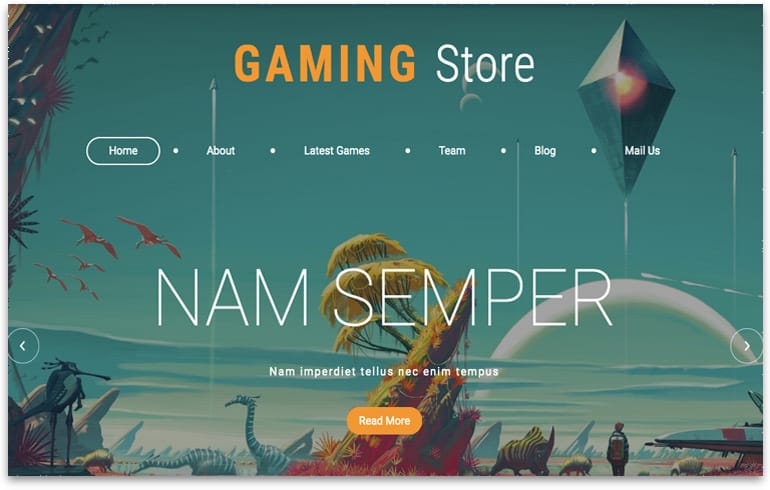 GAMING Store
Home • About • Latest Games • Team • Blog • Mail Us
NAM SEMPER
Nam imperdiet tellus nec enim tempus
Read More